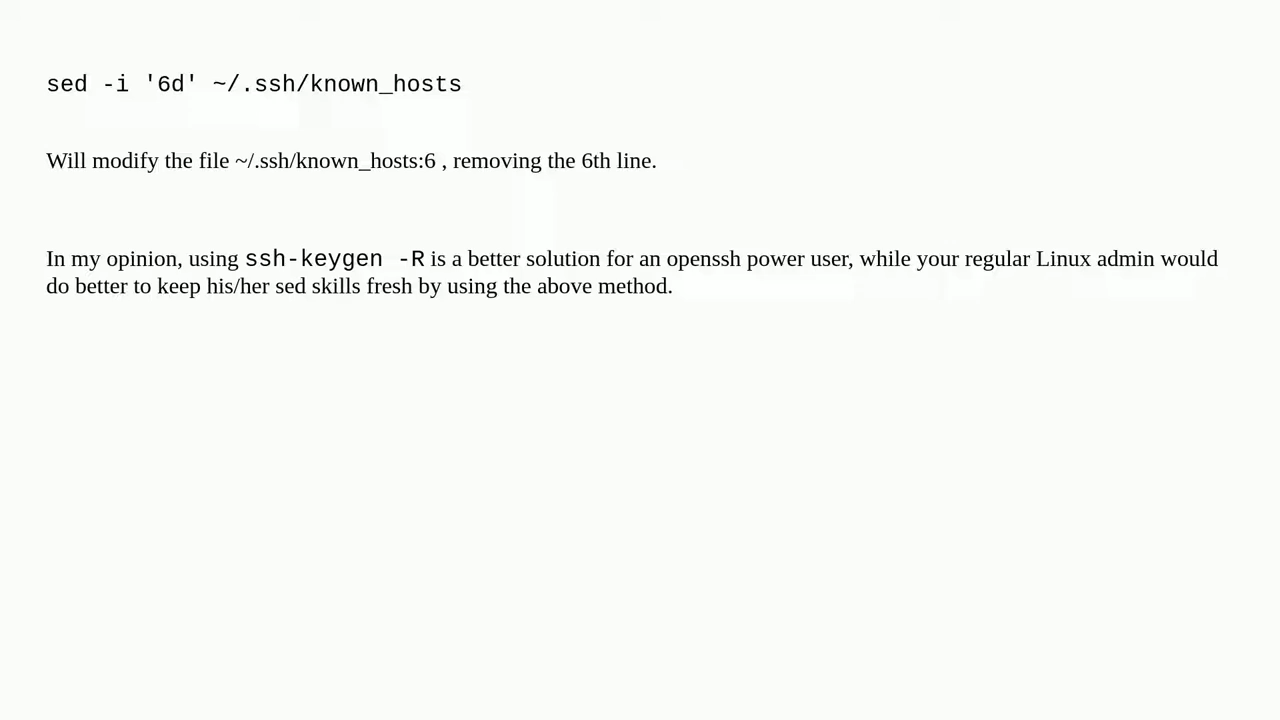 sed -i '6d' ~/.ssh/known_hosts
Will modify the file ~/.ssh/known_hosts:6 , removing the 6th line.
In my opinion, using ssh-keygen -R is a better solution for an openssh power user, while your regular Linux admin would
do better to keep his/her sed skills fresh by using the above method.